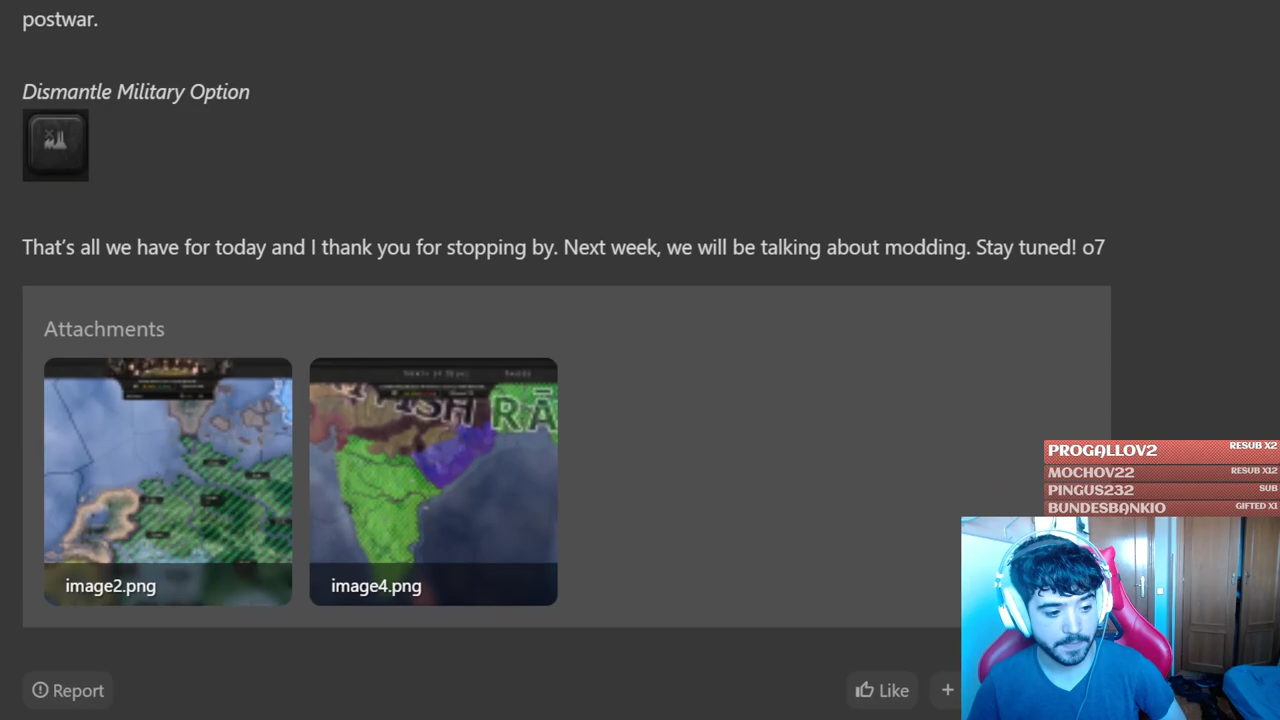 postwar.
Dismantle Military Option
That's all we have for today and I thank you for stopping by. Next week, we will be talking about modding. Stay tuned! o7
Attachments
RĀ
image2.png
image4.png
PROGALLOV2 RESUB X2
MOCHOV22 RESUB X12
PINGUS232 SUB
BUNDESBANKIO GIFTED X1
Report
Like
+